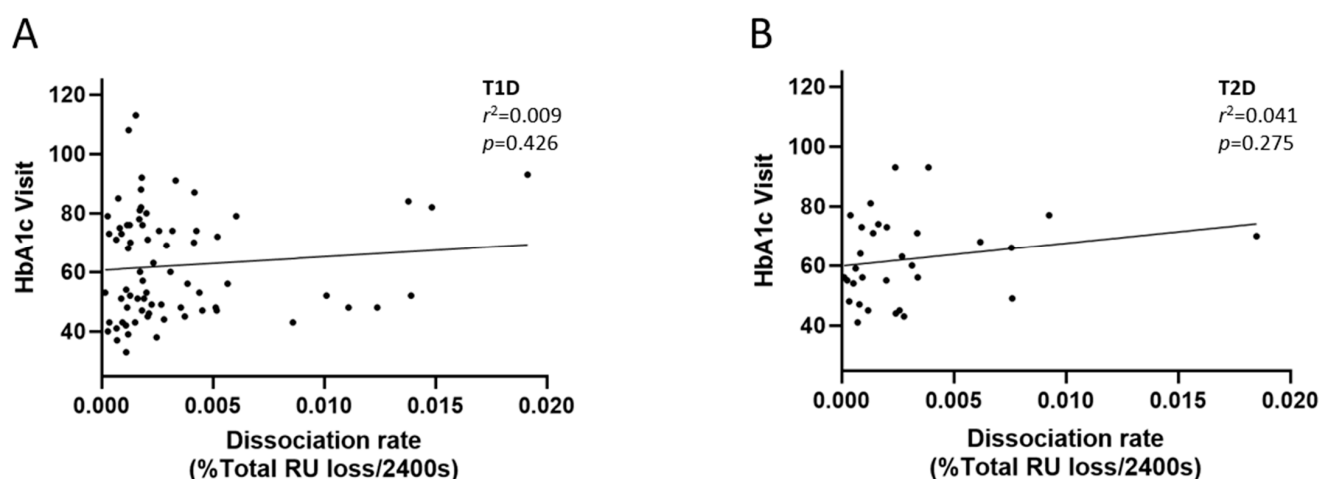 A
T1D
r²=0.009
p=0.426
HbA1c Visit
120
100
80
60
40
0.000 0.005 0.010 0.015 0.020
Dissociation rate
(%Total RU loss/2400s)
B
T2D
r²=0.041
p=0.275
HbA1c Visit
120
100
80
60
40
0.000 0.005 0.010 0.015 0.020
Dissociation rate
(%Total RU loss/2400s)